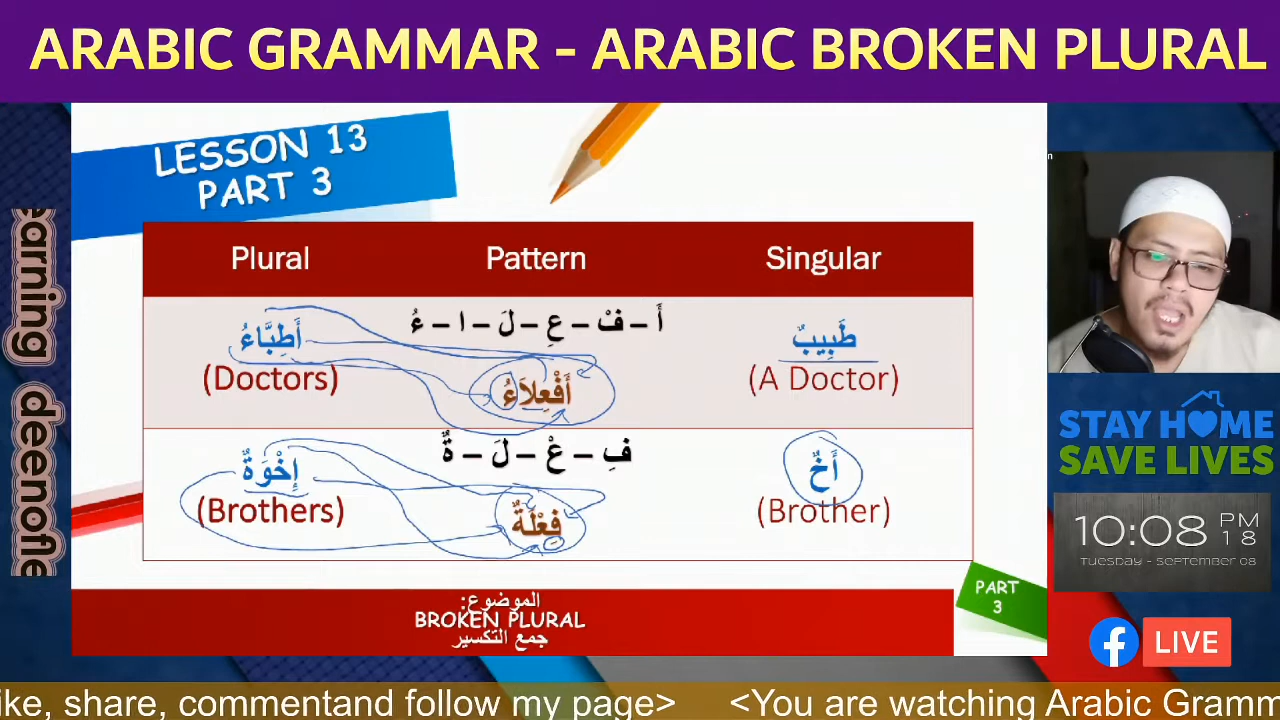 ARABIC GRAMMAR - ARABIC BROKEN PLURAL
LESSON 13
PART 3
Plural Pattern Singular
أَطِبَّاءُ
(Doctors)
أَ – فْ – عِ – لَ – ا – ءُ
أَفْعِلاَءُ
طَبِيبٌ
(A Doctor)
إِخْوَةٌ
(Brothers)
فِ – عْ – لَ – ةٌ
فِعْلَةٌ
أَخٌ
(Brother)
الموضوع:
BROKEN PLURAL
جمع التكسير
PART
3
earning deenofle
STAY HOME
SAVE LIVES
10:08 PM
18
TUESDAY - SEPTEMBER 08
f LIVE
ike, share, commentand follow my page> <You are watching Arabic Gramm